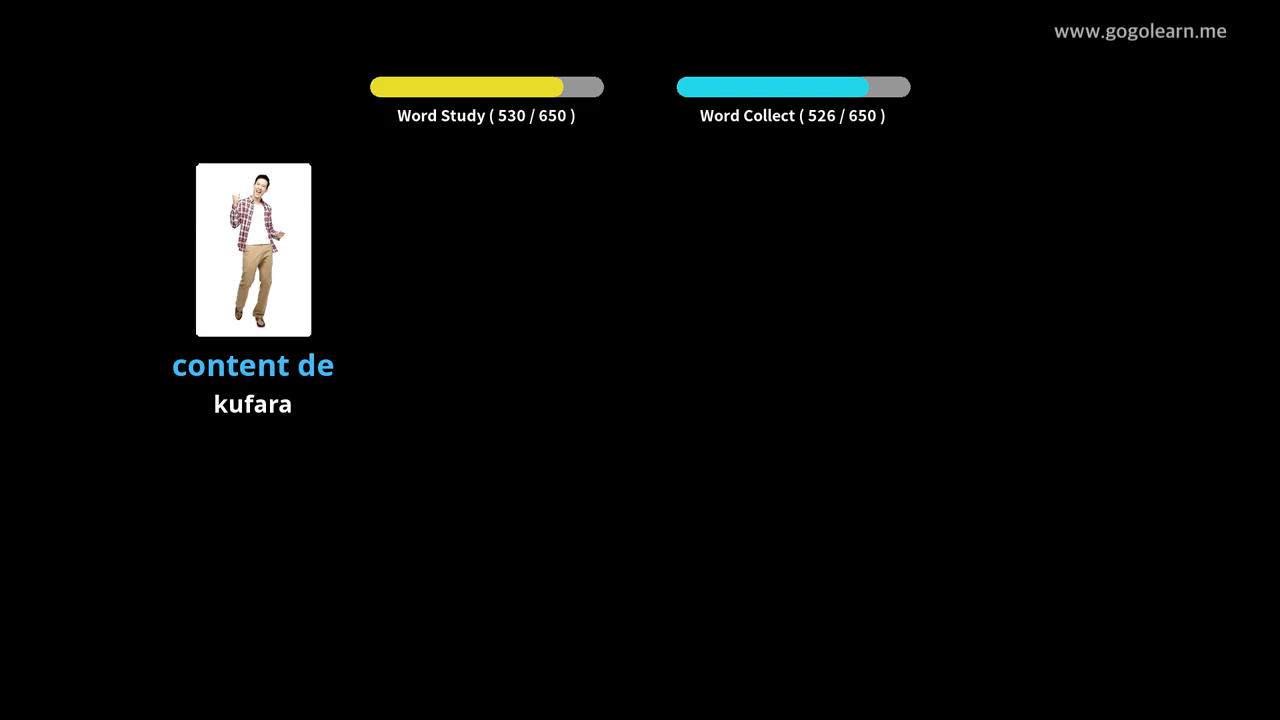 www.gogolearn.me
Word Study ( 530 / 650 )
Word Collect ( 526 / 650 )
content de
kufara